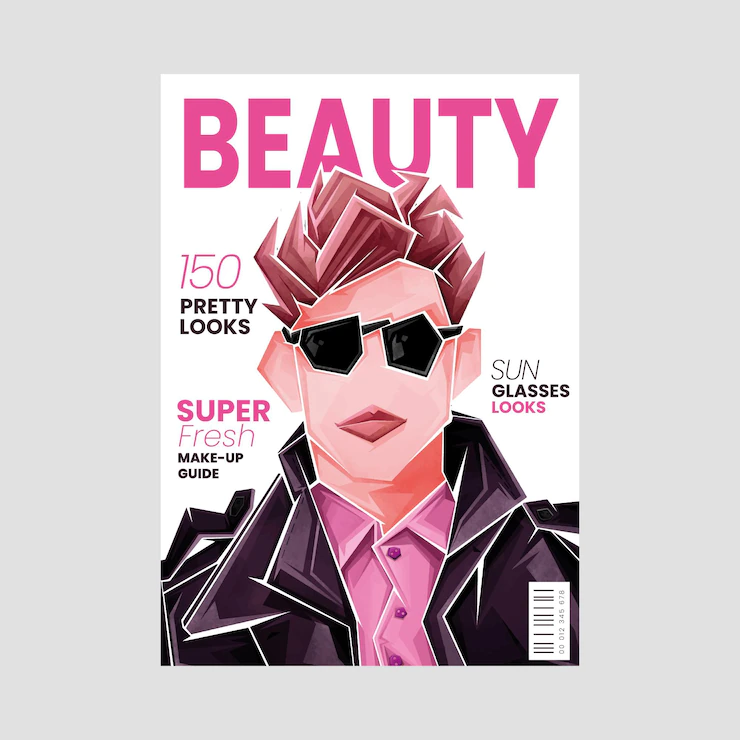 BEAUTY
150
PRETTY
LOOKS
SUPER
Fresh
MAKE-UP
GUIDE
SUN
GLASSES
LOOKS
00 012 345 678